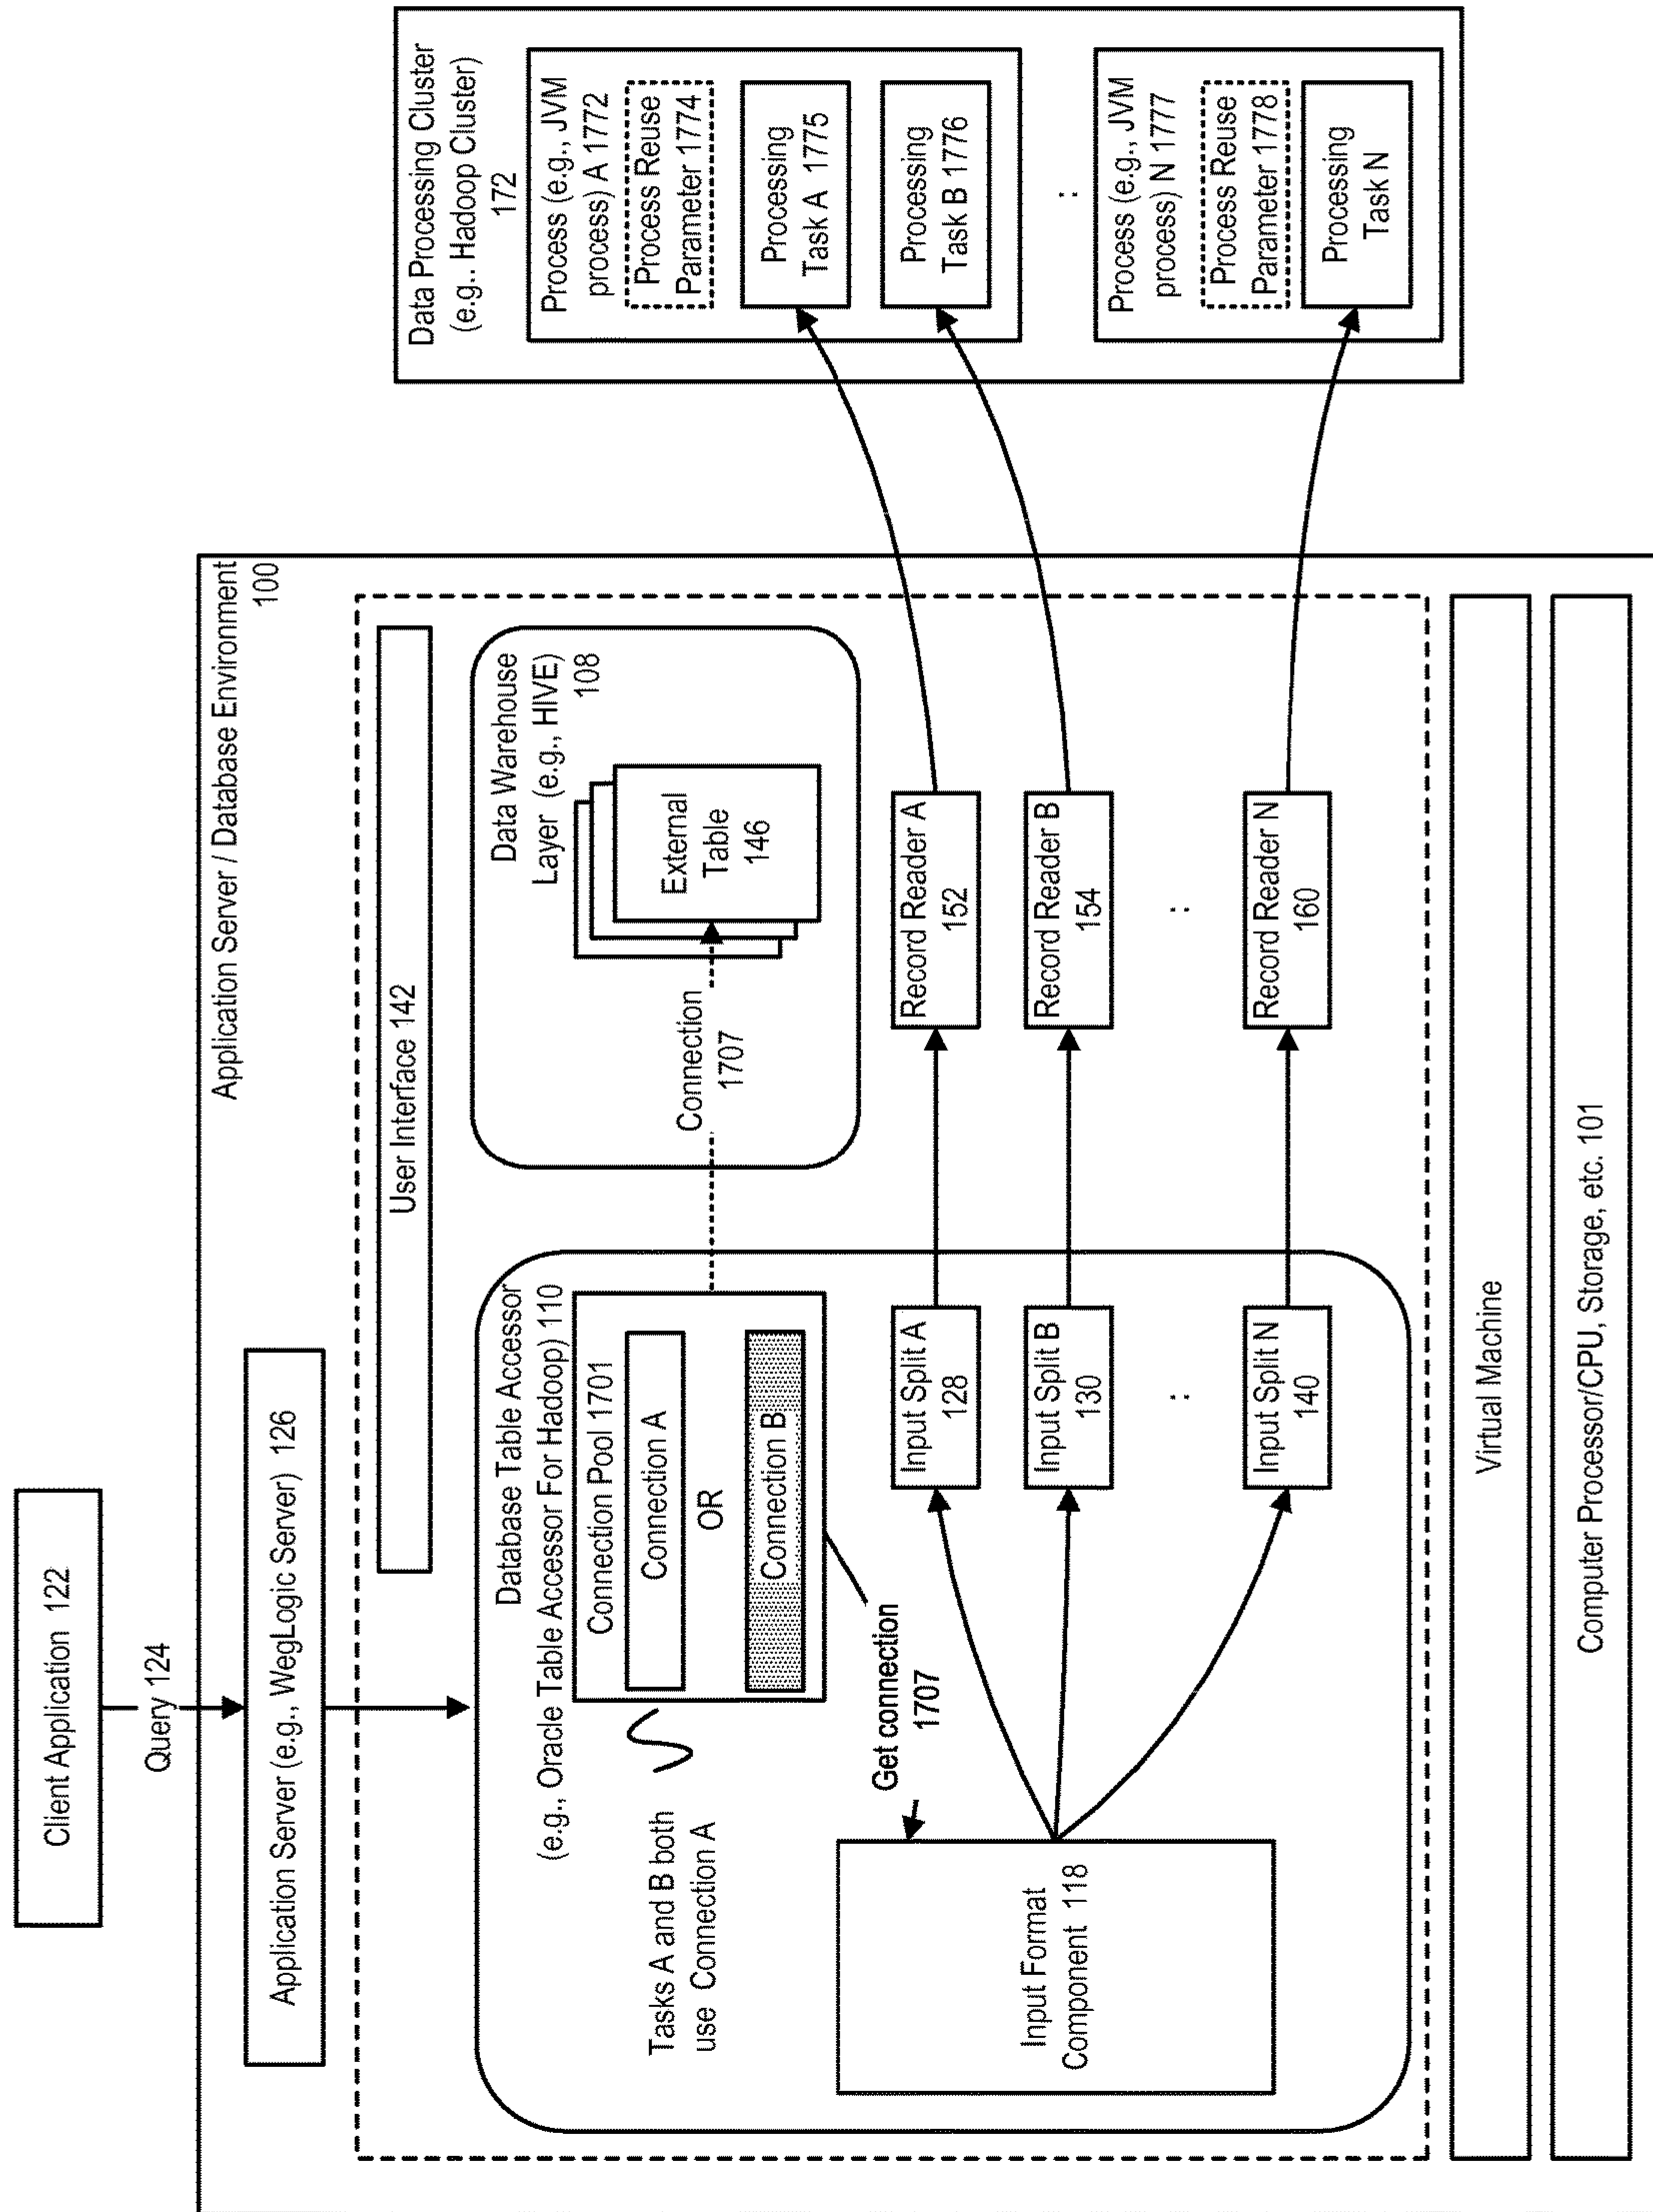 Client Application 122
Query 124
Application Server (e.g., WegLogic Server) 126
Application Server / Database Environment
100
User Interface 142
Database Table Accessor
(e.g., Oracle Table Accessor For Hadoop) 110
Connection Pool 1701
Connection A
OR
Connection B
Tasks A and B both
use Connection A
Get connection
1707
Input Format
Component 118
Input Split A
128
Input Split B
130
:
Input Split N
140
Data Warehouse
Layer (e.g., HIVE)
108
External
Table
146
Connection
1707
Record Reader A
152
Record Reader B
154
:
Record Reader N
160
Virtual Machine
Computer Processor/CPU, Storage, etc. 101
Data Processing Cluster
(e.g.. Hadoop Cluster)
172
Process (e.g., JVM
process) A 1772
Process Reuse
Parameter 1774
Processing
Task A 1775
Processing
Task B 1776
:
Process (e.g., JVM
process) N 1777
Process Reuse
Parameter 1778
Processing
Task N